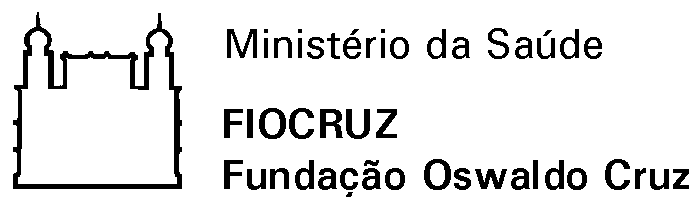 Ministério da Saúde
FIOCRUZ
Fundação Oswaldo Cruz